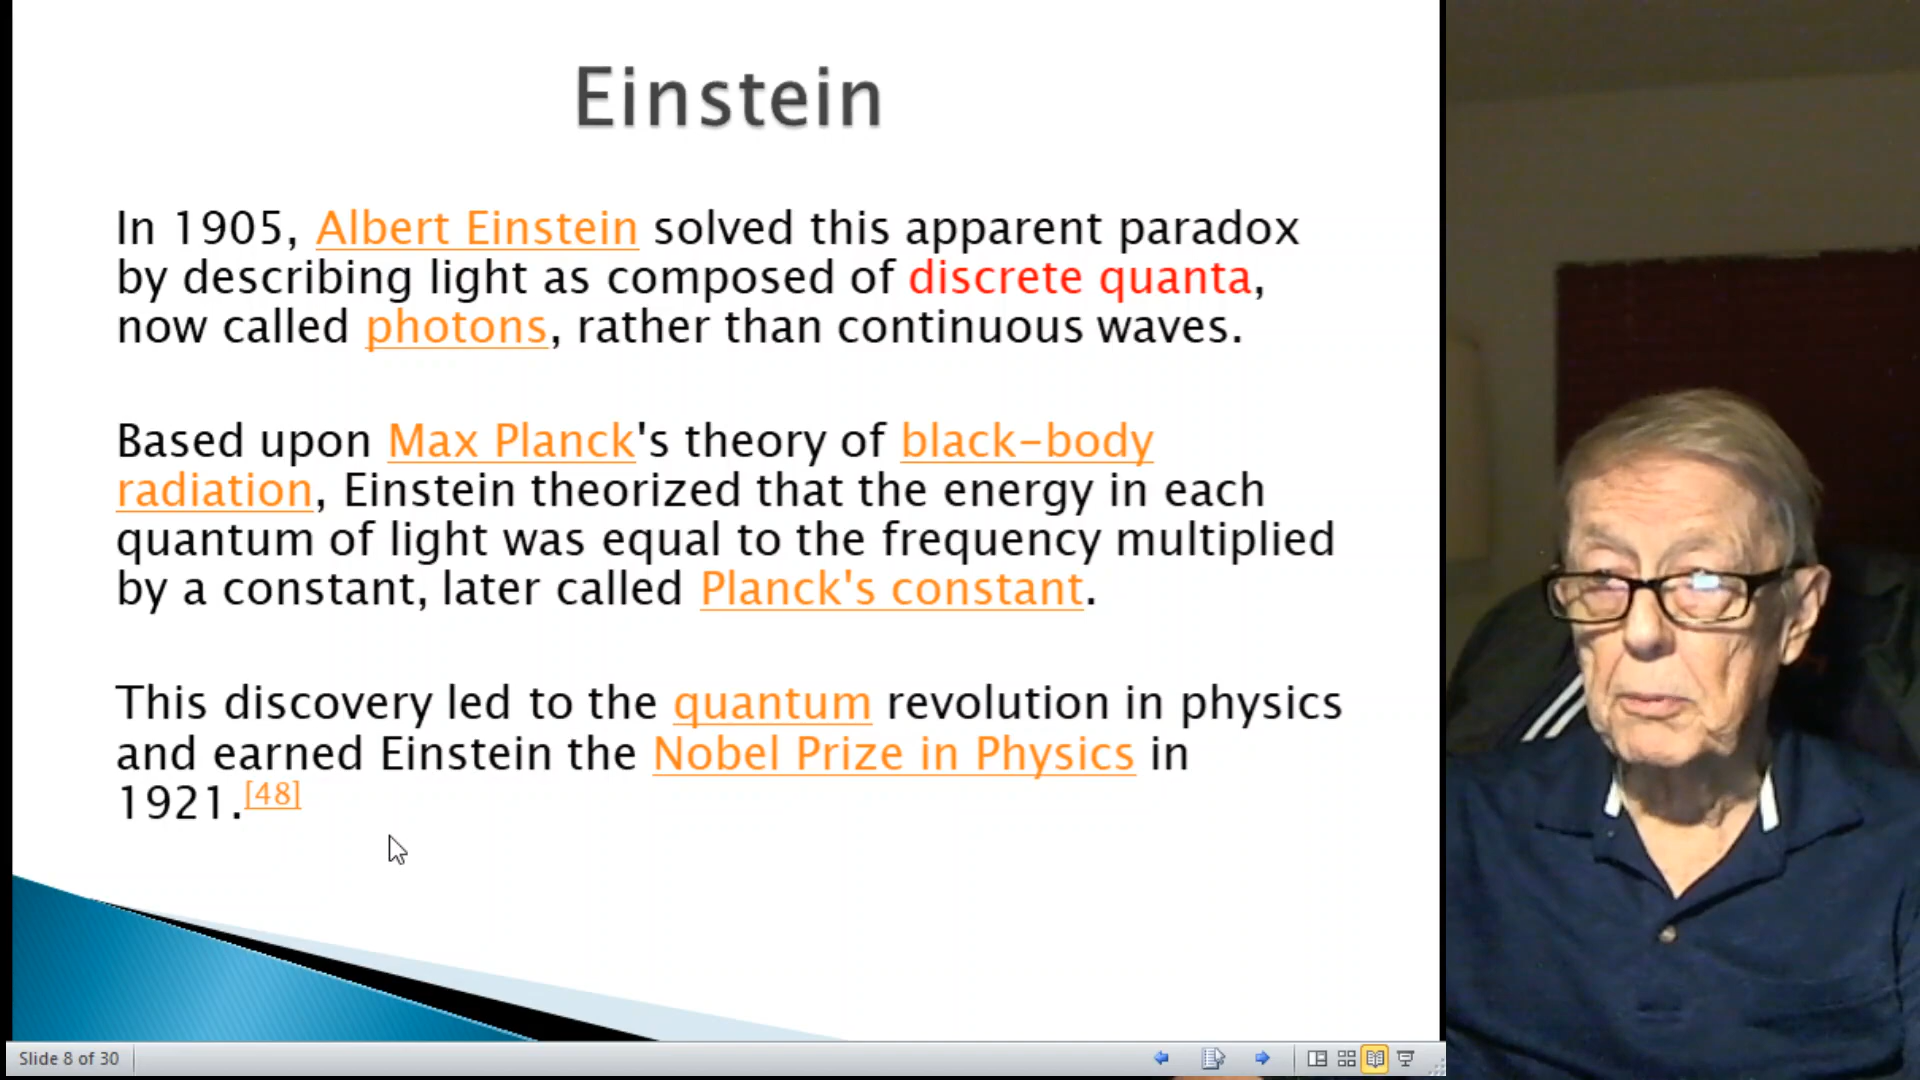 Einstein
In 1905, Albert Einstein solved this apparent paradox
by describing light as composed of discrete quanta,
now called photons, rather than continuous waves.
Based upon Max Planck's theory of black-body
radiation, Einstein theorized that the energy in each
quantum of light was equal to the frequency multiplied
by a constant, later called Planck's constant.
This discovery led to the quantum revolution in physics
and earned Einstein the Nobel Prize in Physics in
1921.[48]
Slide 8 of 30